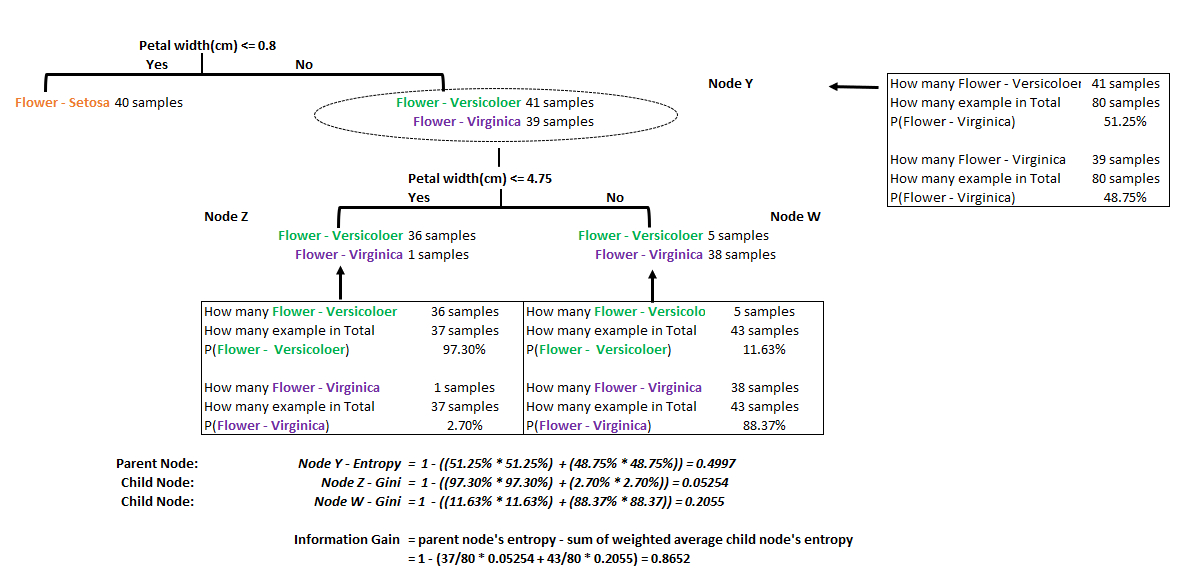 Petal width(cm) <= 0.8
Yes No
Flower - Setosa 40 samples
Flower - Versicoloer 41 samples
Flower - Virginica 39 samples
Node Y
How many Flower - Versicoloer 41 samples
How many example in Total 80 samples
P(Flower - Virginica) 51.25%
How many Flower - Virginica 39 samples
How many example in Total 80 samples
P(Flower - Virginica) 48.75%
Petal width(cm) <= 4.75
Yes No
Node Z Node W
Flower - Versicoloer 36 samples Flower - Versicoloer 5 samples
Flower - Virginica 1 samples Flower - Virginica 38 samples
How many Flower - Versicoloer 36 samples How many Flower - Versicolo 5 samples
How many example in Total 37 samples How many example in Total 43 samples
P(Flower - Versicoloer) 97.30% P(Flower - Versicoloer) 11.63%
How many Flower - Virginica 1 samples How many Flower - Virginica 38 samples
How many example in Total 37 samples How many example in Total 43 samples
P(Flower - Virginica) 2.70% P(Flower - Virginica) 88.37%
Parent Node: Node Y - Entropy = 1 - ((51.25% * 51.25%) + (48.75% * 48.75%)) = 0.4997
Child Node: Node Z - Gini = 1 - ((97.30% * 97.30%) + (2.70% * 2.70%)) = 0.05254
Child Node: Node W - Gini = 1 - ((11.63% * 11.63%) + (88.37% * 88.37)) = 0.2055
Information Gain = parent node's entropy - sum of weighted average child node's entropy
= 1 - (37/80 * 0.05254 + 43/80 * 0.2055) = 0.8652